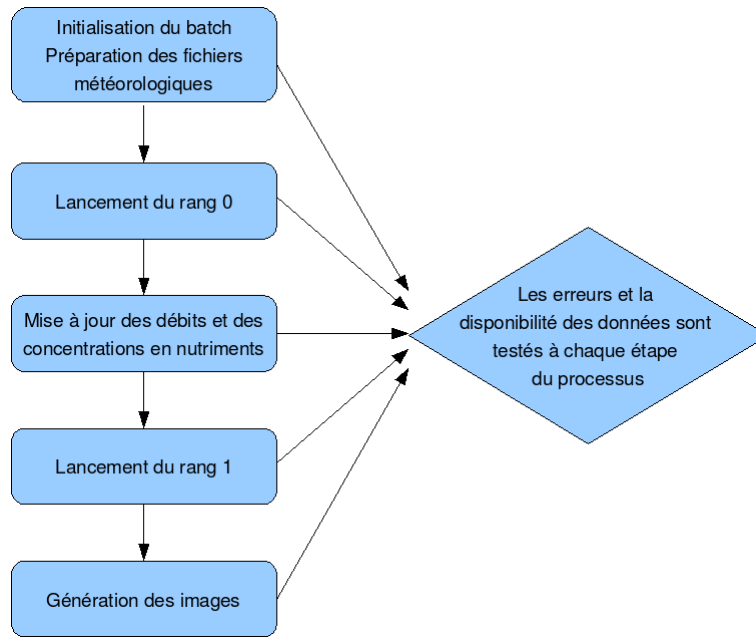 Initialisation du batch
Préparation des fichiers
météorologiques
Lancement du rang 0
Mise à jour des débits et des
concentrations en nutriments
Lancement du rang 1
Génération des images
Les erreurs et la
disponibilité des données sont
testés à chaque étape
du processus